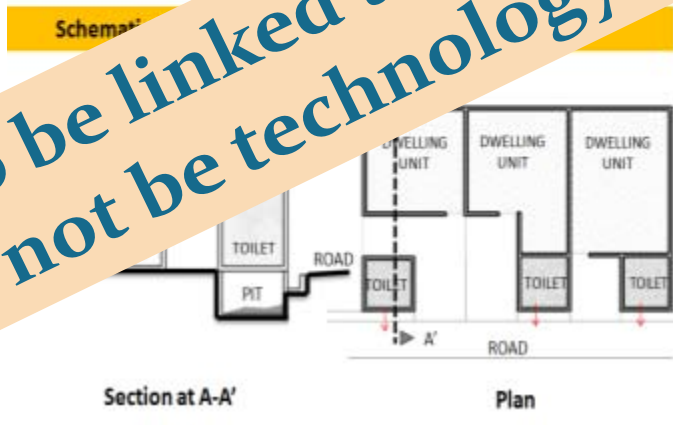 be linked
not be technology
DWELLING UNIT
DWELLING UNIT
DWELLING UNIT
TOILET
ROAD
PIT
TOILET
TOILET
TOILET
A'
ROAD
Section at A-A'
Plan